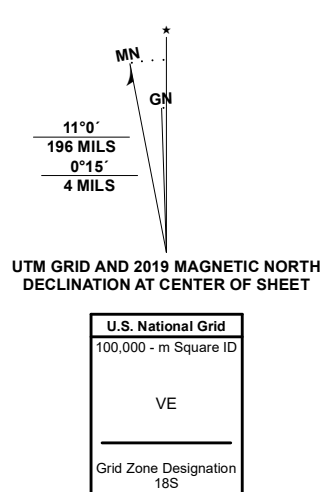 ★
MN
GN
11°0´
196 MILS
0°15´
4 MILS
UTM GRID AND 2019 MAGNETIC NORTH
DECLINATION AT CENTER OF SHEET
U.S. National Grid
100,000 - m Square ID
VE
Grid Zone Designation
18S